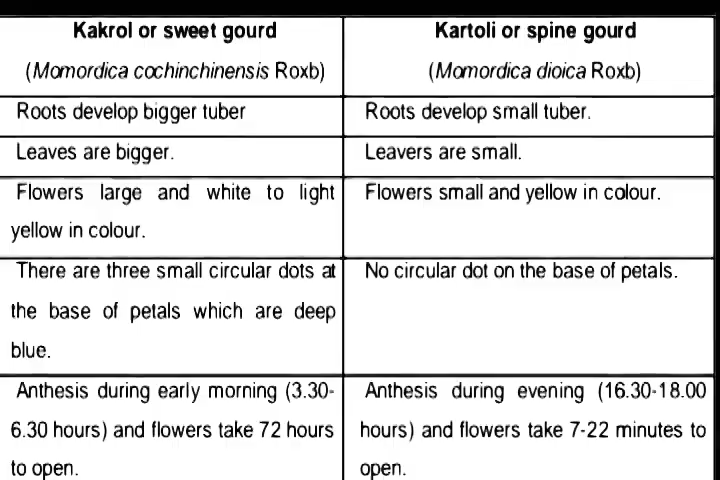 Kakrol or sweet gourd
(Momordica cochinchinensis Roxb)
Kartoli or spine gourd
(Momordica dioica Roxb)
Roots develop bigger tuber
Roots develop small tuber.
Leaves are bigger.
Leavers are small.
Flowers large and white to light
yellow in colour.
Flowers small and yellow in colour.
There are three small circular dots at
the base of petals which are deep
blue.
No circular dot on the base of petals.
Anthesis during early morning (3.30-
6.30 hours) and flowers take 72 hours
to open.
Anthesis during evening (16.30-18.00
hours) and flowers take 7-22 minutes to
open.